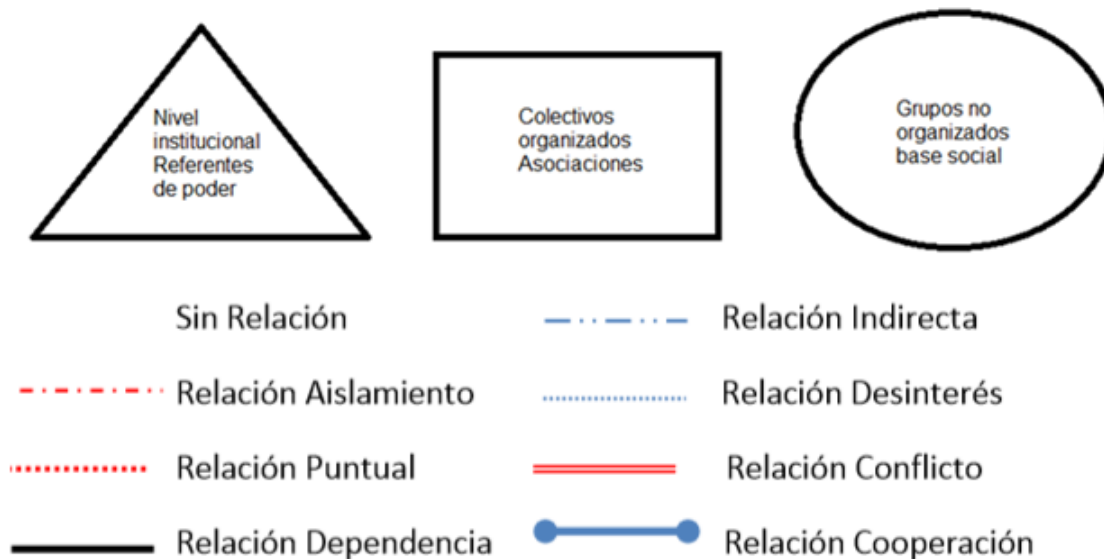 Nivel
institucional
Referentes
de poder
Colectivos
organizados
Asociaciones
Grupos no
organizados
base social
Sin Relación
Relación Indirecta
Relación Aislamiento
Relación Desinterés
Relación Puntual
Relación Conflicto
Relación Dependencia
Relación Cooperación